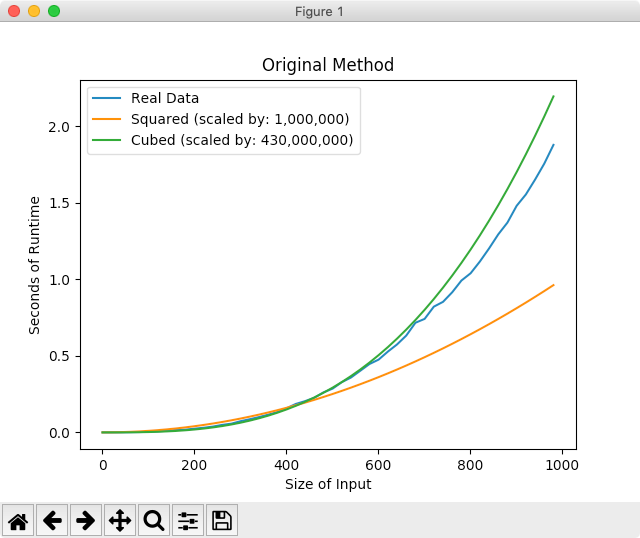 Figure 1
Original Method
Real Data
Squared (scaled by: 1,000,000)
Cubed (scaled by: 430,000,000)
Seconds of Runtime
2.0
1.5
1.0
0.5
0.0
0 200 400 600 800 1000
Size of Input